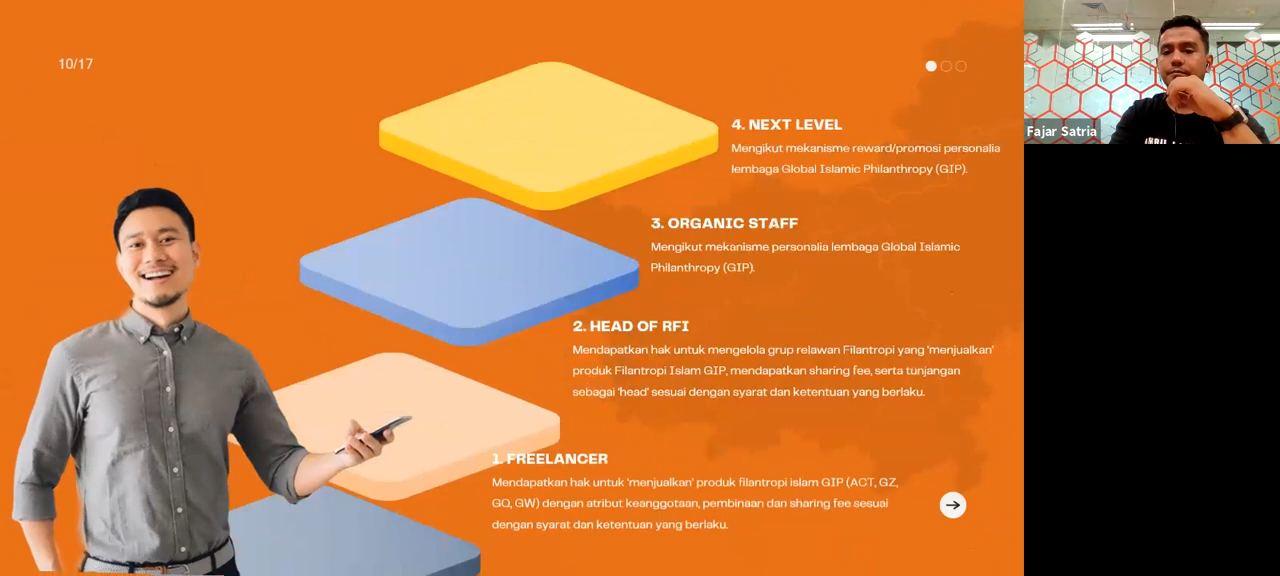 10/17
4. NEXT LEVEL
Mengikut mekanisme reward/promosi personalia
lembaga Global Islamic Philanthropy (GIP).
3. ORGANIC STAFF
Mengikut mekanisme personalia lembaga Global Islamic
Philanthropy (GIP).
2. HEAD OF RFI
Mendapatkan hak untuk mengelola grup relawan Filantropi yang 'menjualkan'
produk Filantropi Islam GIP, mendapatkan sharing fee, serta tunjangan
sebagai 'head' sesuai dengan syarat dan ketentuan yang berlaku.
1. FREELANCER
Mendapatkan hak untuk 'menjualkan' produk filantropi islam GIP (ACT, GZ,
GQ, GW) dengan atribut keanggotaan, pembinaan dan sharing fee sesuai
dengan syarat dan ketentuan yang berlaku.
Fajar Satria